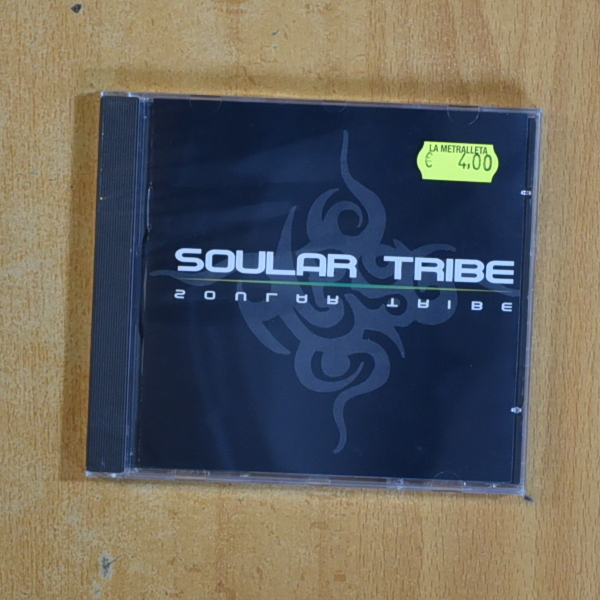 LA METRALLETA
€ 4,00
SOULAR TRIBE
SOULAR TRIBE